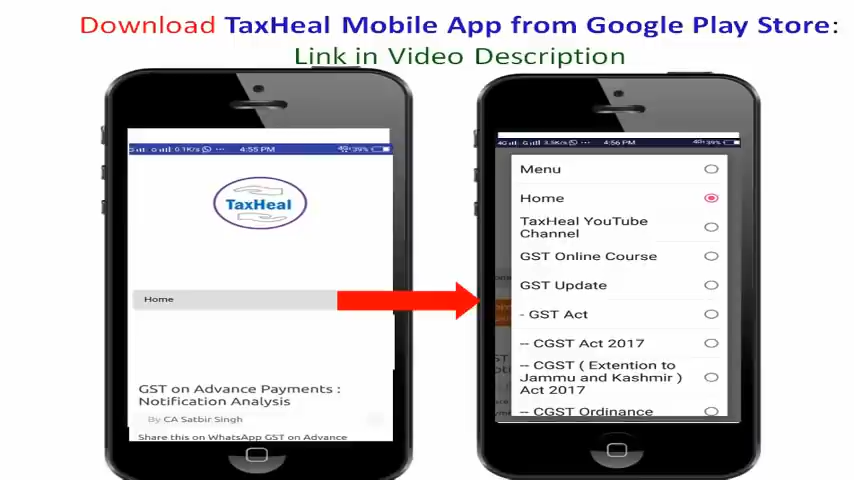 Download TaxHeal Mobile App from Google Play Store:
Link in Video Description
4:55 PM
TaxHeal
Home
GST on Advance Payments :
Notification Analysis
By CA Satbir Singh
Share this on WhatsApp GST on Advance
4:56 PM
Menu
Home
TaxHeal YouTube
Channel
GST Online Course
GST Update
- GST Act
-- CGST Act 2017
-- CGST ( Extention to
Jammu and Kashmir )
Act 2017
-- CGST Ordinance